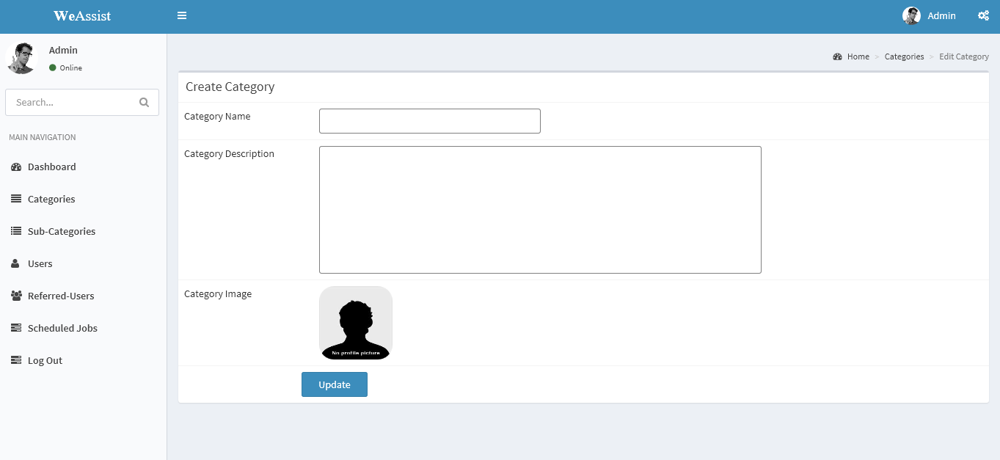 WeAssist
Admin
Admin
Online
Search...
MAIN NAVIGATION
Dashboard
Categories
Sub-Categories
Users
Referred-Users
Scheduled Jobs
Log Out
Home > Categories > Edit Category
Create Category
Category Name
Category Description
Category Image
No profile picture
Update